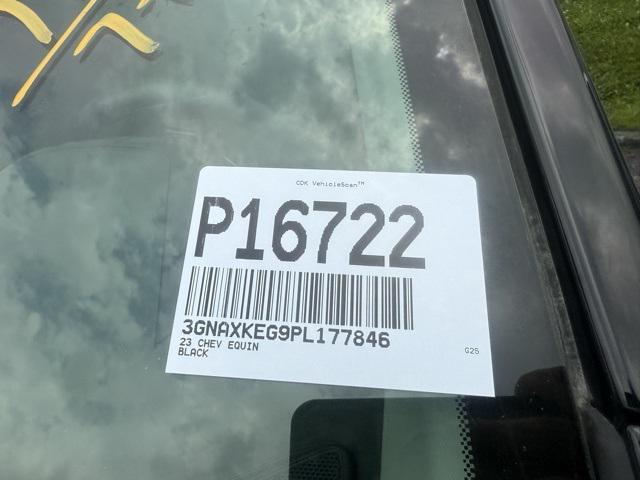 CDK VehicleScan™
P16722
3GNAXKEG9PL177846
23 CHEV EQUIN
BLACK
G25